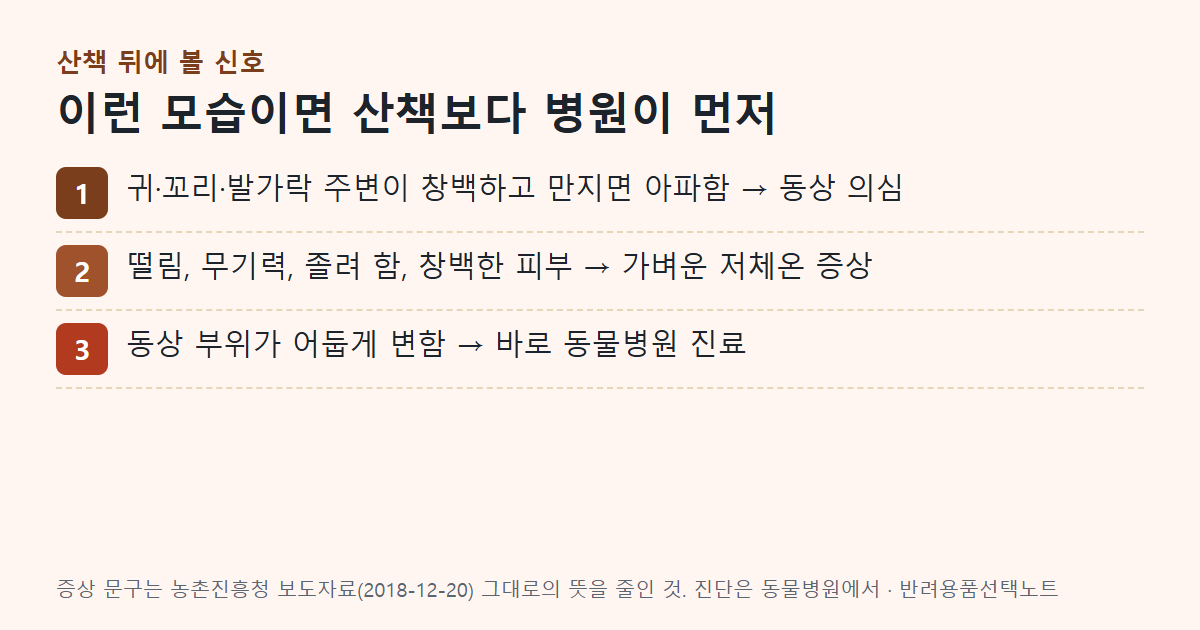 산책 뒤에 볼 신호
이런 모습이면 산책보다 병원이 먼저
1 귀·꼬리·발가락 주변이 창백하고 만지면 아파함 → 동상 의심
2 떨림, 무기력, 졸려 함, 창백한 피부 → 가벼운 저체온 증상
3 동상 부위가 어둡게 변함 → 바로 동물병원 진료
증상 문구는 농촌진흥청 보도자료(2018-12-20) 그대로의 뜻을 줄인 것. 진단은 동물병원에서 · 반려용품선택노트